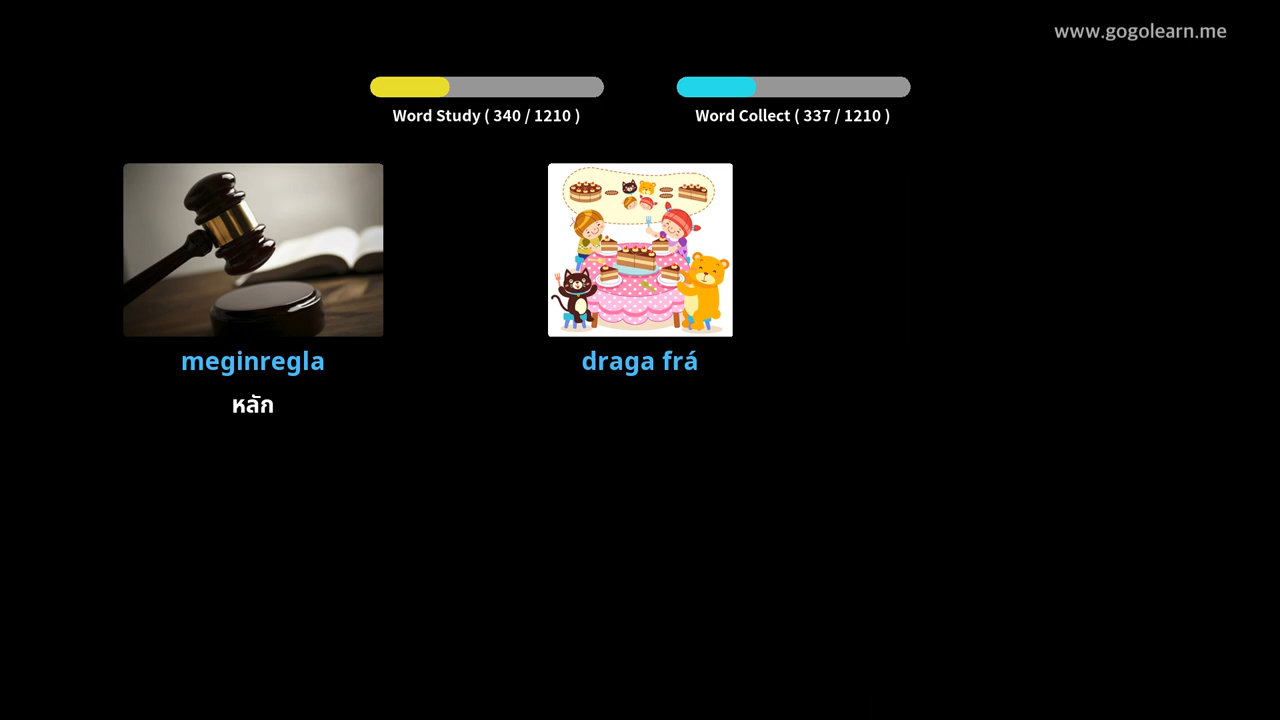 www.gogolearn.me
Word Study ( 340 / 1210 )
Word Collect ( 337 / 1210 )
meginregla
draga frá
หลัก